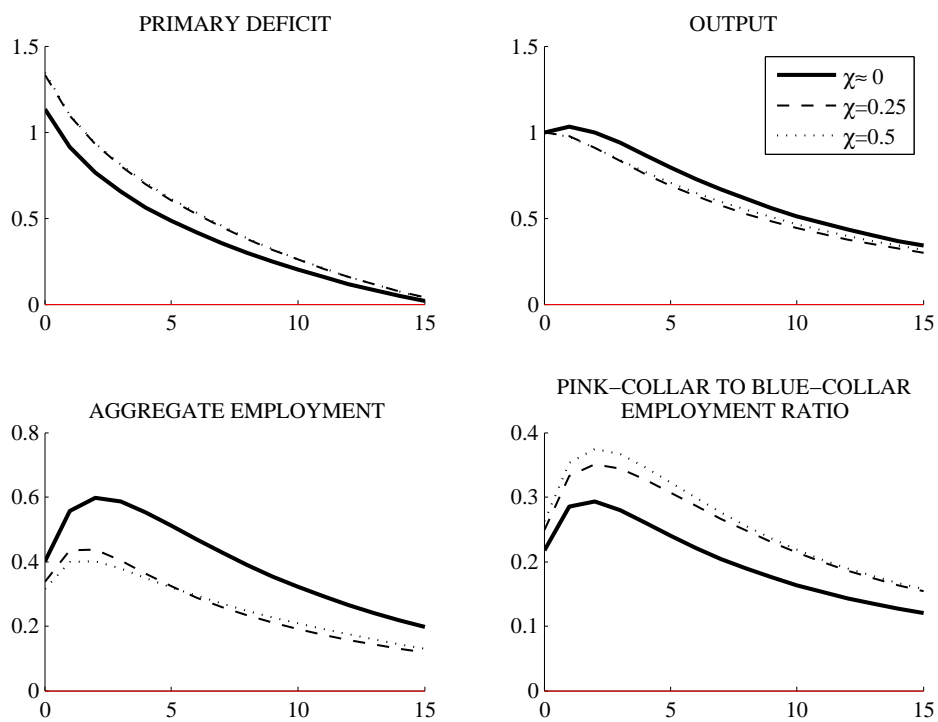 PRIMARY DEFICIT
1.5
1
0.5
0
0 5 10 15
OUTPUT
1.5
1
0.5
0
0 5 10 15
χ≈ 0
χ=0.25
χ=0.5
AGGREGATE EMPLOYMENT
0.8
0.6
0.4
0.2
0
0 5 10 15
PINK−COLLAR TO BLUE−COLLAR
EMPLOYMENT RATIO
0.4
0.3
0.2
0.1
0
0 5 10 15